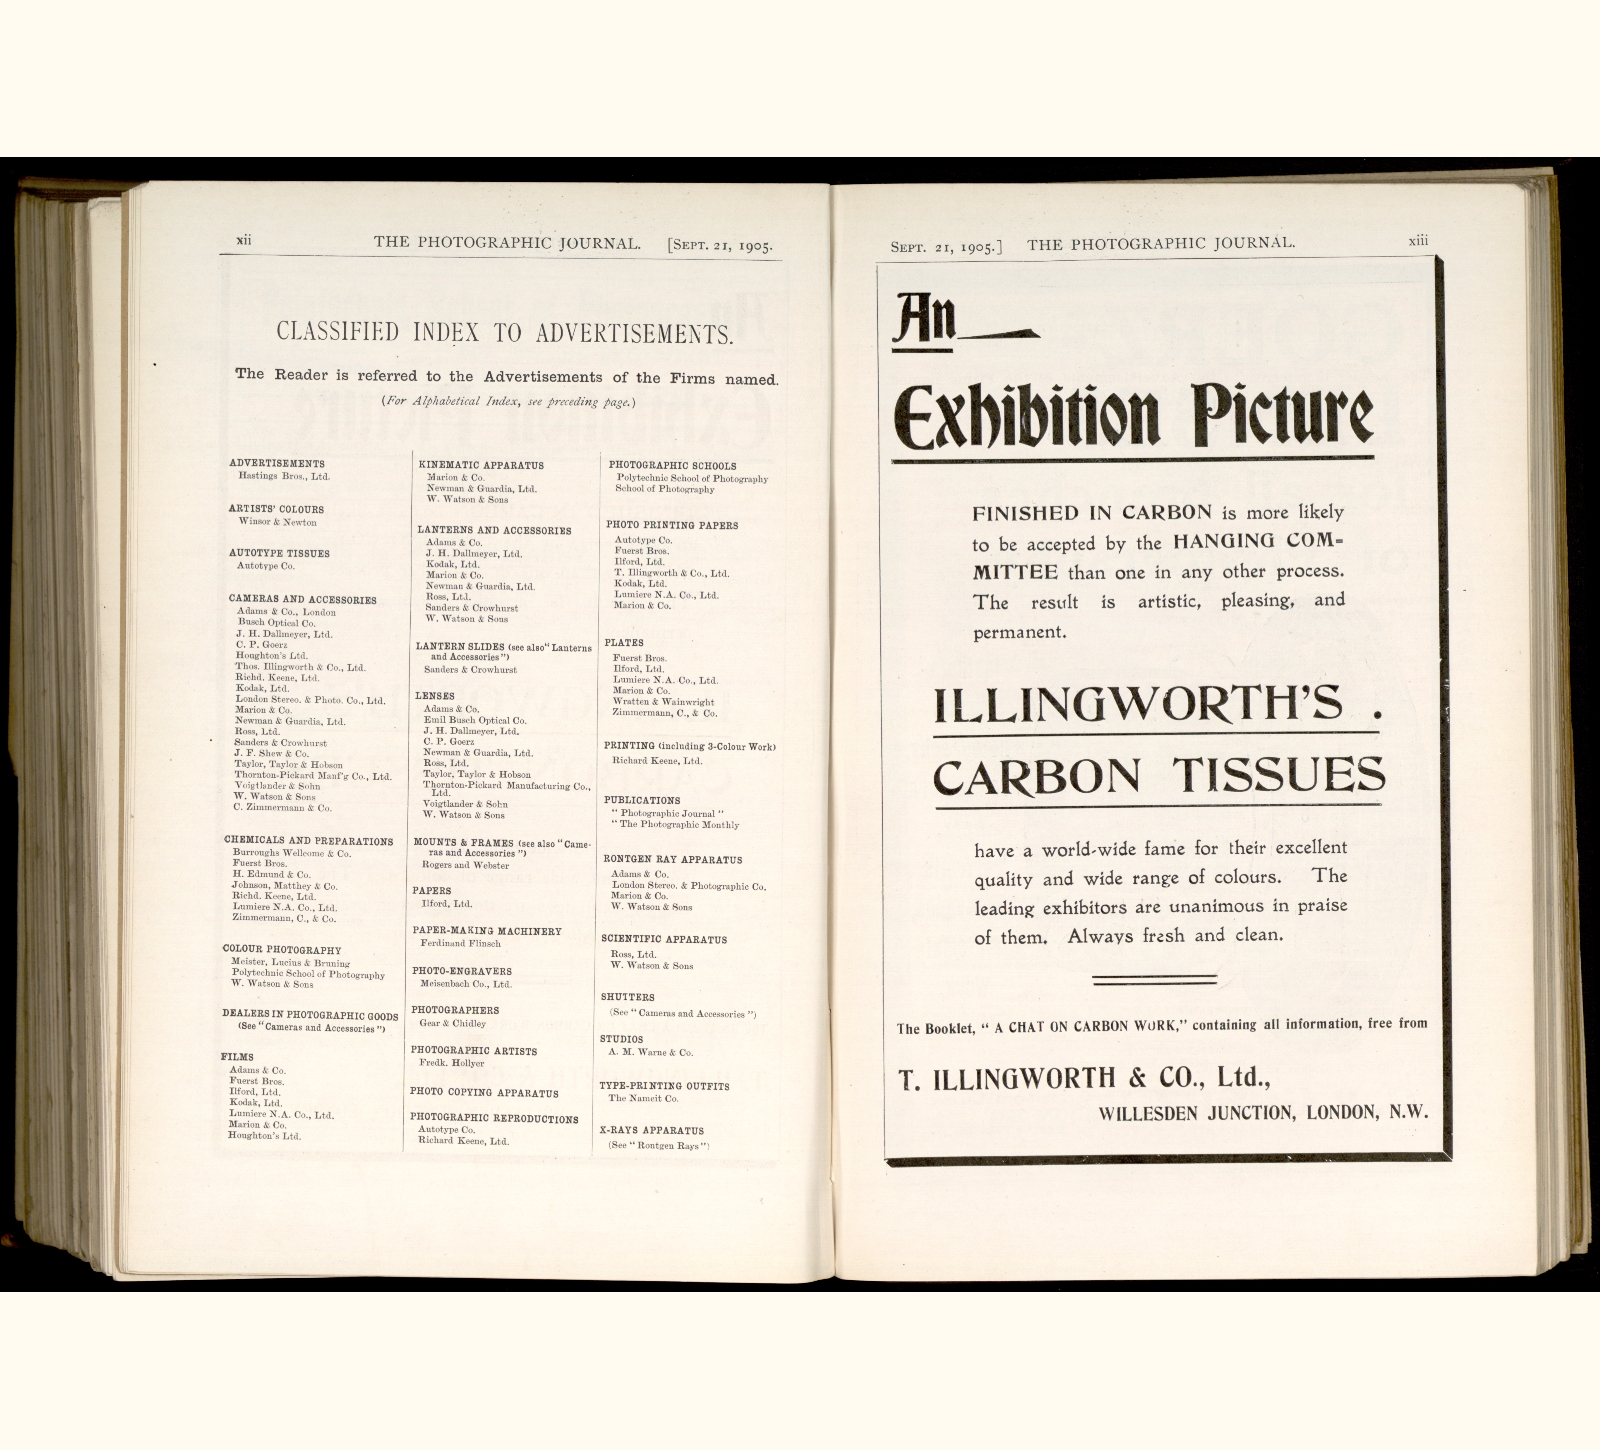 xii THE PHOTOGRAPHIC JOURNAL. [SEPT. 21, 1905.
CLASSIFIED INDEX TO ADVERTISEMENTS.
The Reader is referred to the Advertisements of the Firms named.
(For Alphabetical Index, see preceding page.)
ADVERTISEMENTS
Hastings Bros., Ltd.
ARTISTS' COLOURS
Winsor & Newton
AUTOTYPE TISSUES
Autotype Co.
CAMERAS AND ACCESSORIES
Adams & Co., London
Busch Optical Co.
J. H. Dallmeyer, Ltd.
C. P. Goerz
Houghton's Ltd.
Thos. Illingworth & Co., Ltd.
Richd. Keene, Ltd.
Kodak, Ltd.
London Stereo. & Photo. Co., Ltd.
Marion & Co.
Newman & Guardia, Ltd.
Ross, Ltd.
Sanders & Crowhurst
J. F. Shew & Co.
Taylor, Taylor & Hobson
Thornton-Pickard Manf'g Co., Ltd.
Voigtlander & Sohn
W. Watson & Sons
C. Zimmermann & Co.
CHEMICALS AND PREPARATIONS
Burroughs Wellcome & Co.
Fuerst Bros.
H. Edmund & Co.
Johnson, Matthey & Co.
Richd. Keene, Ltd.
Lumiere N.A. Co., Ltd.
Zimmermann, C., & Co.
COLOUR PHOTOGRAPHY
Meister, Lucius & Bruning
Polytechnic School of Photography
W. Watson & Sons
DEALERS IN PHOTOGRAPHIC GOODS
(See "Cameras and Accessories")
FILMS
Adams & Co.
Fuerst Bros.
Ilford, Ltd.
Kodak, Ltd.
Lumiere N.A. Co., Ltd.
Marion & Co.
Houghton's Ltd.
KINEMATIC APPARATUS
Marion & Co.
Newman & Guardia, Ltd.
W. Watson & Sons
LANTERNS AND ACCESSORIES
Adams & Co.
J. H. Dallmeyer, Ltd.
Kodak, Ltd.
Marion & Co.
Newman & Guardia, Ltd.
Ross, Ltd.
Sanders & Crowhurst
W. Watson & Sons
LANTERN SLIDES (see also "Lanterns
and Accessories")
Sanders & Crowhurst
LENSES
Adams & Co.
Emil Busch Optical Co.
J. H. Dallmeyer, Ltd.
C. P. Goerz
Newman & Guardia, Ltd.
Ross, Ltd.
Taylor, Taylor & Hobson
Thornton-Pickard Manufacturing Co.,
Ltd.
Voigtlander & Sohn
W. Watson & Sons
MOUNTS & FRAMES (see also "Came-
ras and Accessories")
Rogers and Webster
PAPERS
Ilford, Ltd.
PAPER-MAKING MACHINERY
Ferdinand Flinsch
PHOTO-ENGRAVERS
Meisenbach Co., Ltd.
PHOTOGRAPHERS
Gear & Chidley
PHOTOGRAPHIC ARTISTS
Fredk. Hollyer
PHOTO COPYING APPARATUS
PHOTOGRAPHIC REPRODUCTIONS
Autotype Co.
Richard Keene, Ltd.
PHOTOGRAPHIC SCHOOLS
Polytechnic School of Photography
School of Photography
PHOTO PRINTING PAPERS
Autotype Co.
Fuerst Bros.
Ilford, Ltd.
T. Illingworth & Co., Ltd.
Kodak, Ltd.
Lumiere N.A. Co., Ltd.
Marion & Co.
PLATES
Fuerst Bros.
Ilford, Ltd.
Lumiere N.A. Co., Ltd.
Marion & Co.
Wratten & Wainwright
Zimmermann, C., & Co.
PRINTING (including 3-Colour Work)
Richard Keene, Ltd.
PUBLICATIONS
"Photographic Journal"
"The Photographic Monthly
RONTGEN RAY APPARATUS
Adams & Co.
London Stereo. & Photographic Co.
Marion & Co.
W. Watson & Sons
SCIENTIFIC APPARATUS
Ross, Ltd.
W. Watson & Sons
SHUTTERS
(See "Cameras and Accessories")
STUDIOS
A. M. Warne & Co.
TYPE-PRINTING OUTFITS
The Nameit Co.
X-RAYS APPARATUS
(See "Rontgen Rays")
SEPT. 21, 1905.] THE PHOTOGRAPHIC JOURNAL. xiii
An
Exhibition Picture
FINISHED IN CARBON is more likely
to be accepted by the HANGING COM-
MITTEE than one in any other process.
The result is artistic, pleasing, and
permanent.
ILLINGWORTH'S .
CARBON TISSUES
have a world-wide fame for their excellent
quality and wide range of colours. The
leading exhibitors are unanimous in praise
of them. Always fresh and clean.
The Booklet, "A CHAT ON CARBON WORK," containing all information, free from
T. ILLINGWORTH & CO., Ltd.,
WILLESDEN JUNCTION, LONDON, N.W.